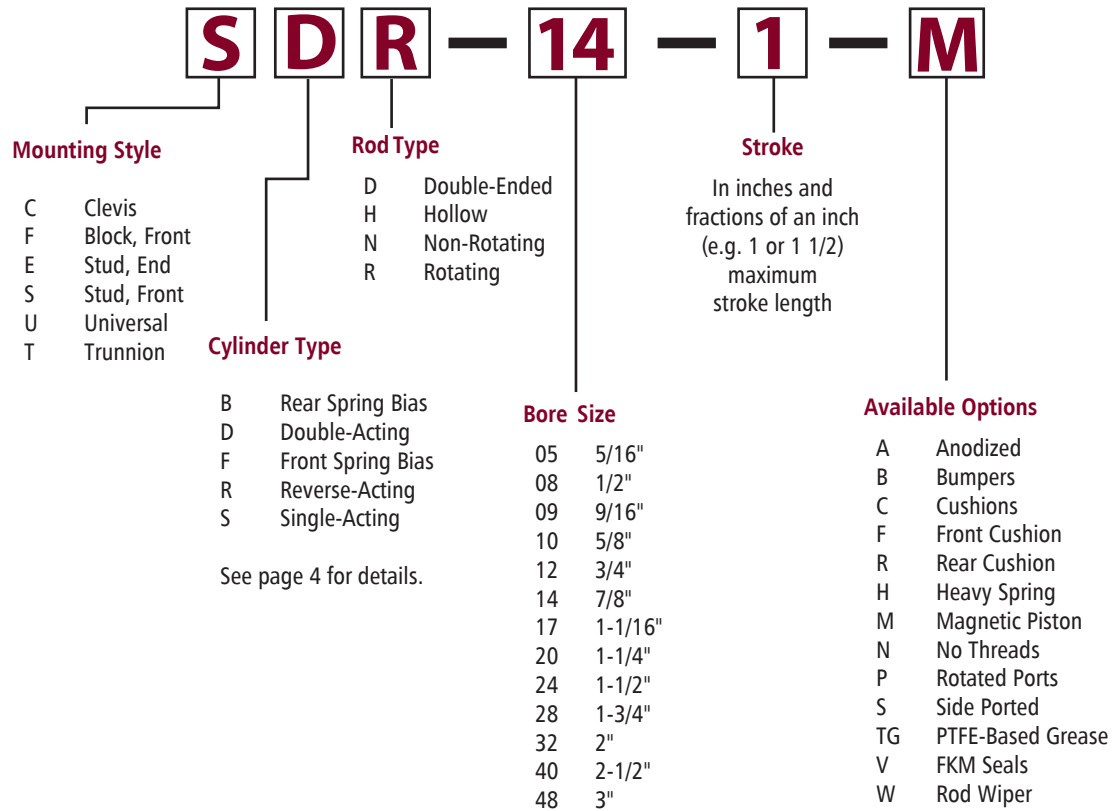 S D R — 14 — 1 — M
Mounting Style
C Clevis
F Block, Front
E Stud, End
S Stud, Front
U Universal
T Trunnion
Cylinder Type
B Rear Spring Bias
D Double-Acting
F Front Spring Bias
R Reverse-Acting
S Single-Acting
See page 4 for details.
Rod Type
D Double-Ended
H Hollow
N Non-Rotating
R Rotating
Bore Size
05 5/16"
08 1/2"
09 9/16"
10 5/8"
12 3/4"
14 7/8"
17 1-1/16"
20 1-1/4"
24 1-1/2"
28 1-3/4"
32 2"
40 2-1/2"
48 3"
Stroke
In inches and
fractions of an inch
(e.g. 1 or 1 1/2)
maximum
stroke length
Available Options
A Anodized
B Bumpers
C Cushions
F Front Cushion
R Rear Cushion
H Heavy Spring
M Magnetic Piston
N No Threads
P Rotated Ports
S Side Ported
TG PTFE-Based Grease
V FKM Seals
W Rod Wiper